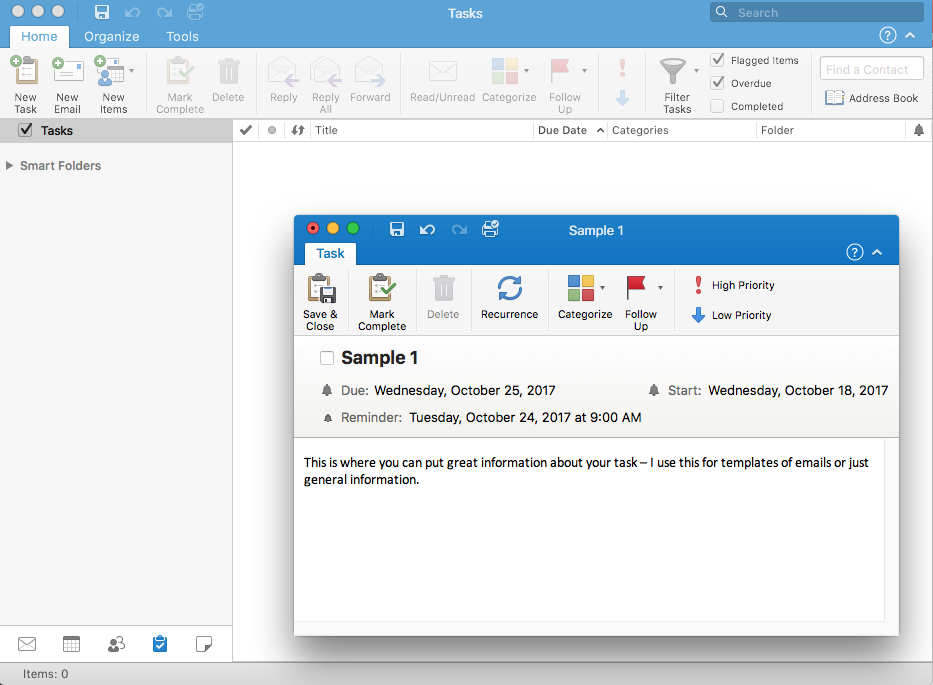 Tasks
Search
Home Organize Tools
?
New Task
New Email
New Items
Mark Complete
Delete
Reply
Reply All
Forward
Read/Unread
Categorize
Follow Up
Filter Tasks
Flagged Items
Overdue
Completed
Find a Contact
Address Book
Tasks
Smart Folders
Title Due Date Categories Folder
Sample 1
Task
?
Save & Close
Mark Complete
Delete
Recurrence
Categorize
Follow Up
High Priority
Low Priority
Sample 1
Due: Wednesday, October 25, 2017 Start: Wednesday, October 18, 2017
Reminder: Tuesday, October 24, 2017 at 9:00 AM
This is where you can put great information about your task – I use this for templates of emails or just
general information.
Items: 0